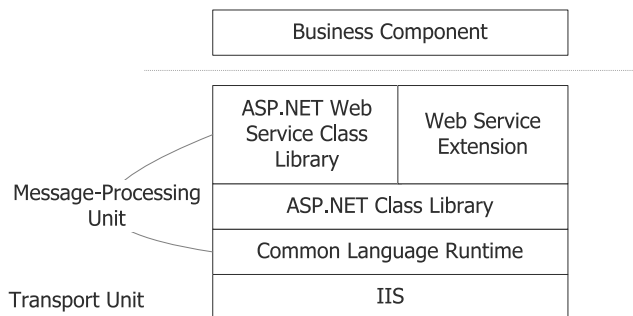 Business Component
ASP.NET Web
Service Class
Library
Web Service
Extension
Message-Processing
Unit
ASP.NET Class Library
Common Language Runtime
Transport Unit
IIS